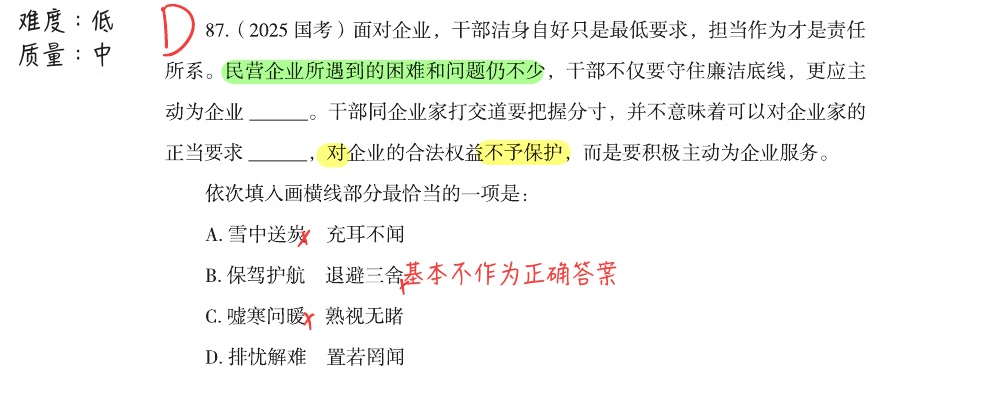 难度：低
质量：中
D
87.（2025 国考）面对企业，干部洁身自好只是最低要求，担当作为才是责任
所系。民营企业所遇到的困难和问题仍不少，干部不仅要守住廉洁底线，更应主
动为企业 ______。干部同企业家打交道要把握分寸，并不意味着可以对企业家的
正当要求 ______，对企业的合法权益不予保护，而是要积极主动为企业服务。
依次填入画横线部分最恰当的一项是：
A. 雪中送炭 充耳不闻
B. 保驾护航 退避三舍 基本不作为正确答案
C. 嘘寒问暖 熟视无睹
D. 排忧解难 置若罔闻